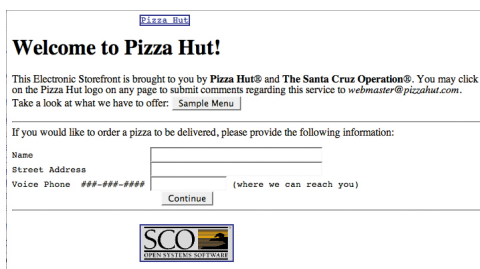 Pizza Hut
Welcome to Pizza Hut!
This Electronic Storefront is brought to you by Pizza Hut® and The Santa Cruz Operation®. You may click
on the Pizza Hut logo on any page to submit comments regarding this service to webmaster@pizzahut.com.
Take a look at what we have to offer: Sample Menu
If you would like to order a pizza to be delivered, please provide the following information:
Name
Street Address
Voice Phone ###-###-#### (where we can reach you)
Continue
SCO
OPEN SYSTEMS SOFTWARE